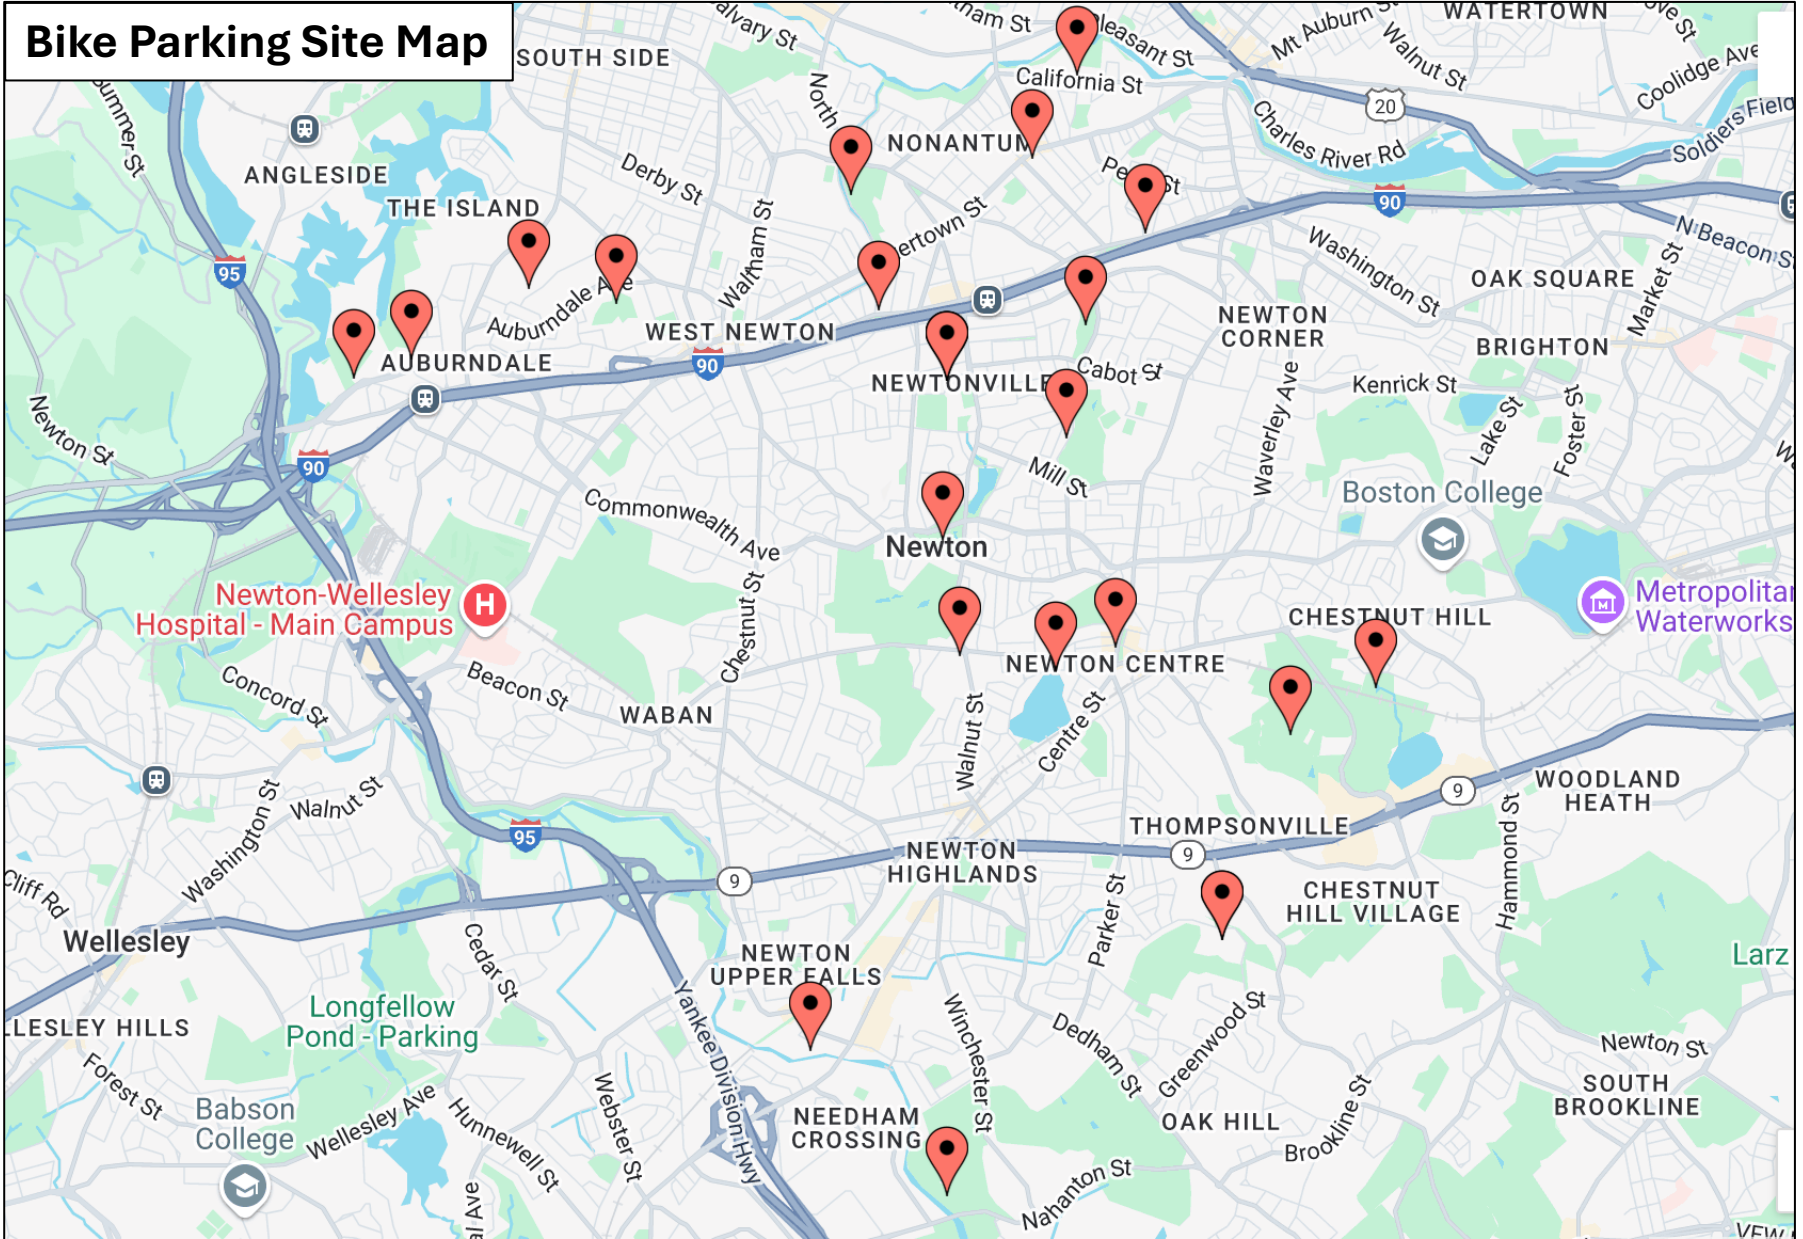 Bike Parking Site Map
SOUTH SIDE
Calvary St
Pleasant St
California St
Mt Auburn St
Walnut St
WATERTOWN
Coolidge Ave
20
Soldiers Field
Charles River Rd
Summer St
ANGLESIDE
THE ISLAND
North
NONANTUM
Derby St
Waltham St
95
Auburndale Ave
WEST NEWTON
AUBURNDALE
90
90
N Beacon St
Washington St
OAK SQUARE
Market St
NEWTON
CORNER
BRIGHTON
NEWTONVILLE
Cabot St
Kenrick St
Waverley Ave
Lake St
Foster St
Newton St
90
Mill St
Boston College
Commonwealth Ave
Newton
Newton-Wellesley
Hospital - Main Campus
H
Chestnut St
Metropolitan
Waterworks
M
CHESTNUT HILL
NEWTON CENTRE
Concord St
Beacon St
WABAN
Walnut St
Centre St
Washington St
Walnut St
WOODLAND
HEATH
9
95
THOMPSONVILLE
9
NEWTON
HIGHLANDS
9
Hammond St
Cliff Rd
CHESTNUT
HILL VILLAGE
Parker St
Wellesley
Cedar St
NEWTON
UPPER FALLS
Larz
Longfellow
Pond - Parking
LLESLEY HILLS
Yankee Division Hwy
Winchester St
Dedham St
Greenwood St
Newton St
Forest St
Babson
College
Wellesley Ave
Hunnewell St
Webster St
NEEDHAM
CROSSING
OAK HILL
Brookline St
SOUTH
BROOKLINE
Nahanton St
VFW